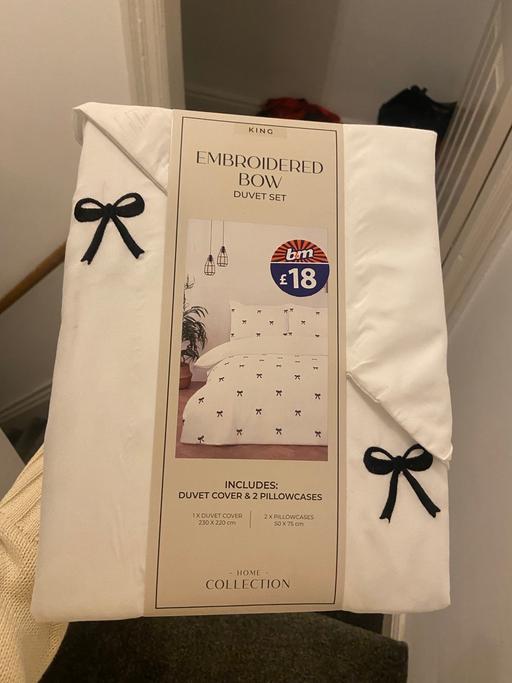 KING
EMBROIDERED
BOW
DUVET SET
bm
£18
INCLUDES:
DUVET COVER & 2 PILLOWCASES
1 X DUVET COVER
230 X 220 cm
2 X PILLOWCASES
50 X 75 cm
- HOME -
COLLECTION